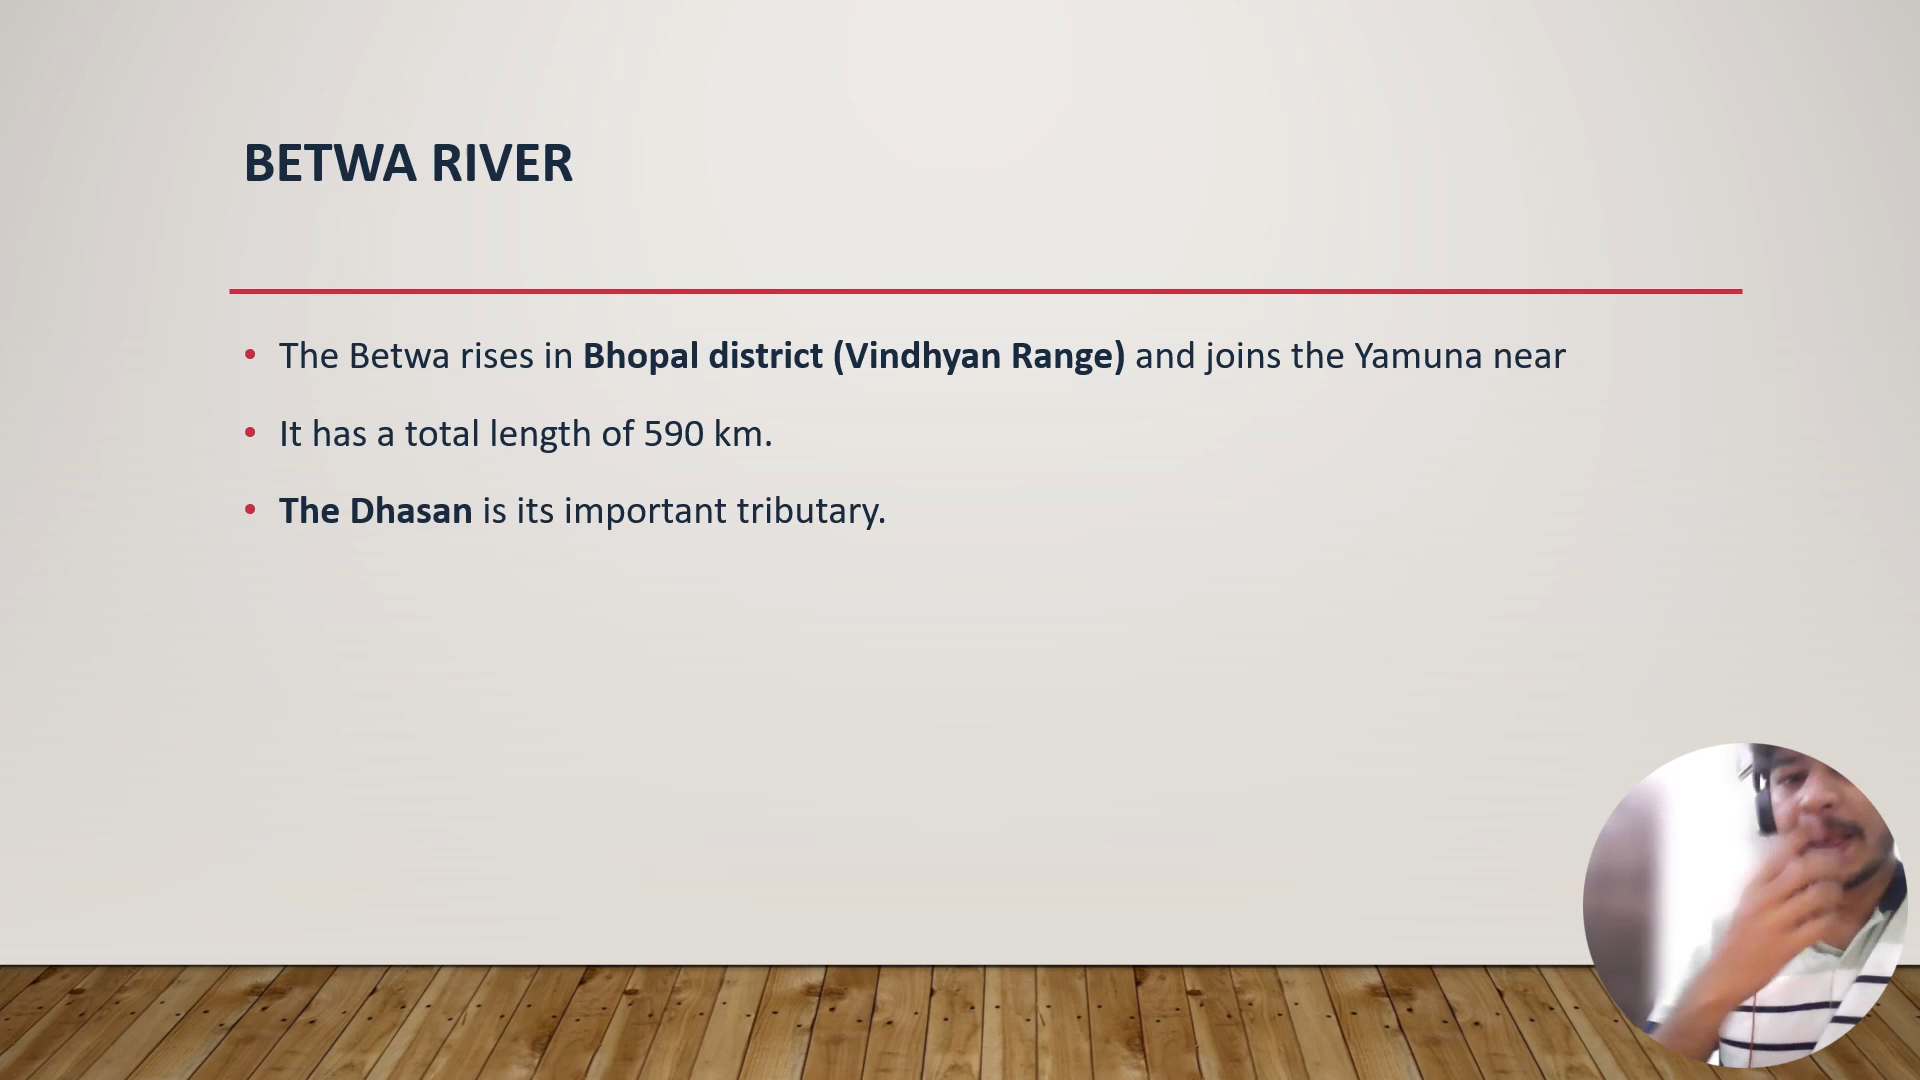 BETWA RIVER
• The Betwa rises in Bhopal district (Vindhyan Range) and joins the Yamuna near
• It has a total length of 590 km.
• The Dhasan is its important tributary.